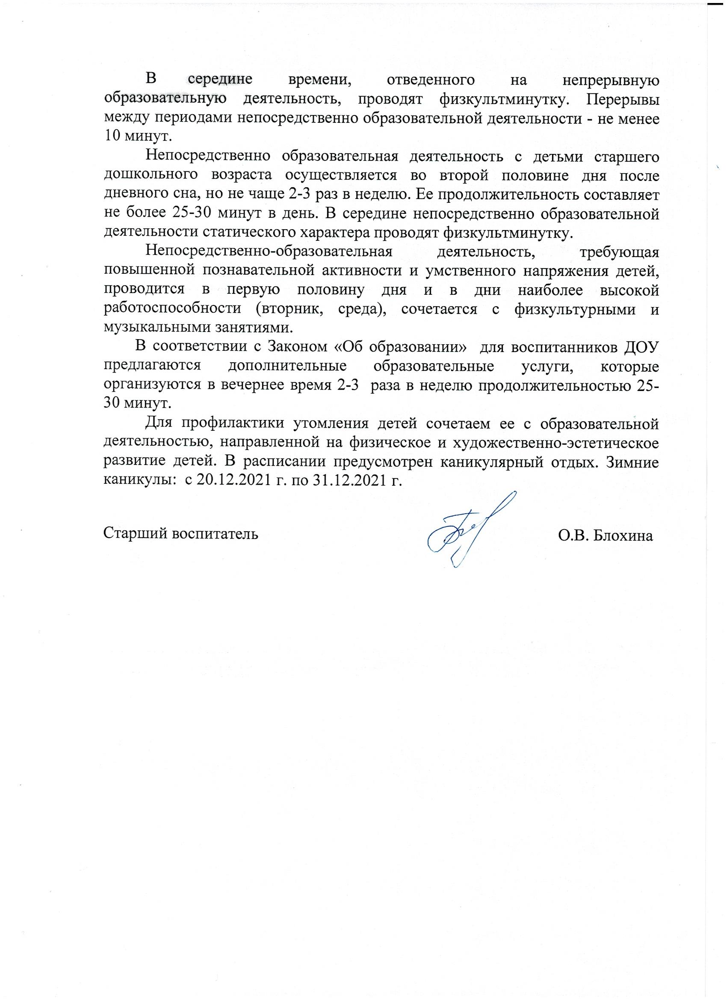 В середине времени, отведенного на непрерывную
образовательную деятельность, проводят физкультминутку. Перерывы
между периодами непосредственно образовательной деятельности - не менее
10 минут.
Непосредственно образовательная деятельность с детьми старшего
дошкольного возраста осуществляется во второй половине дня после
дневного сна, но не чаще 2-3 раз в неделю. Ее продолжительность составляет
не более 25-30 минут в день. В середине непосредственно образовательной
деятельности статического характера проводят физкультминутку.
Непосредственно-образовательная деятельность, требующая
повышенной познавательной активности и умственного напряжения детей,
проводится в первую половину дня и в дни наиболее высокой
работоспособности (вторник, среда), сочетается с физкультурными и
музыкальными занятиями.
В соответствии с Законом «Об образовании» для воспитанников ДОУ
предлагаются дополнительные образовательные услуги, которые
организуются в вечернее время 2-3 раза в неделю продолжительностью 25-
30 минут.
Для профилактики утомления детей сочетаем ее с образовательной
деятельностью, направленной на физическое и художественно-эстетическое
развитие детей. В расписании предусмотрен каникулярный отдых. Зимние
каникулы: с 20.12.2021 г. по 31.12.2021 г.
Старший воспитатель О.В. Блохина